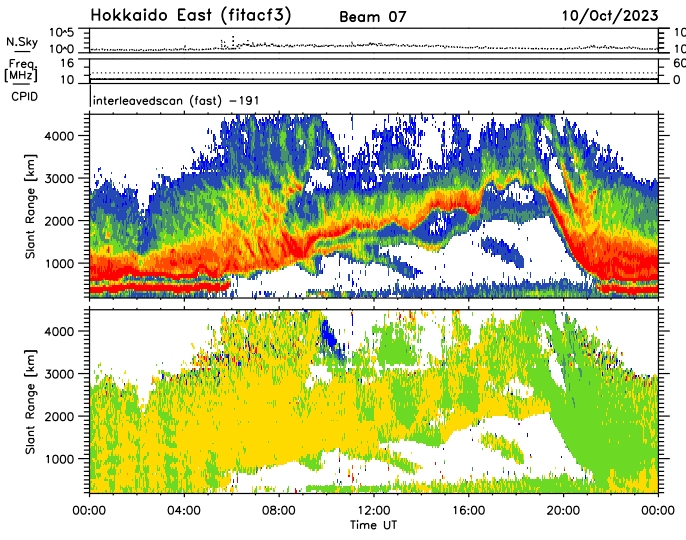 Hokkaido East (fitacf3) Beam 07 10/Oct/2023
N.Sky 10^5 10^0
Freq. [MHz] 16 10 60 0
CPID interleavedscan (fast) -191
Slant Range [km] 4000 3000 2000 1000
Slant Range [km] 4000 3000 2000 1000
00:00 04:00 08:00 12:00 16:00 20:00 00:00
Time UT